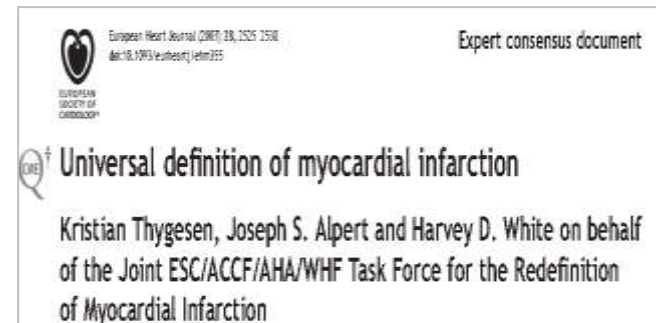 European Heart Journal (2007) 28, 2525–2538
doi:10.1093/eurheartj/ehm355
Expert consensus document
EUROPEAN
SOCIETY OF
CARDIOLOGY®
CME †
Universal definition of myocardial infarction
Kristian Thygesen, Joseph S. Alpert and Harvey D. White on behalf
of the Joint ESC/ACCF/AHA/WHF Task Force for the Redefinition
of Myocardial Infarction